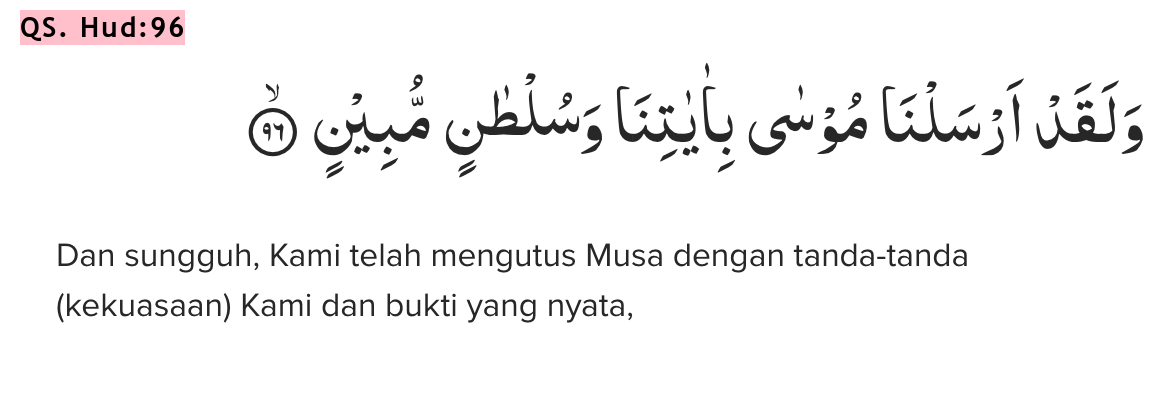 QS. Hud:96
وَلَقَدْ اَرْسَلْنَا مُوْسٰى بِاٰيٰتِنَا وَسُلْطٰنٍ مُّبِيْنٍ ۙ ٩٦
Dan sungguh, Kami telah mengutus Musa dengan tanda-tanda
(kekuasaan) Kami dan bukti yang nyata,